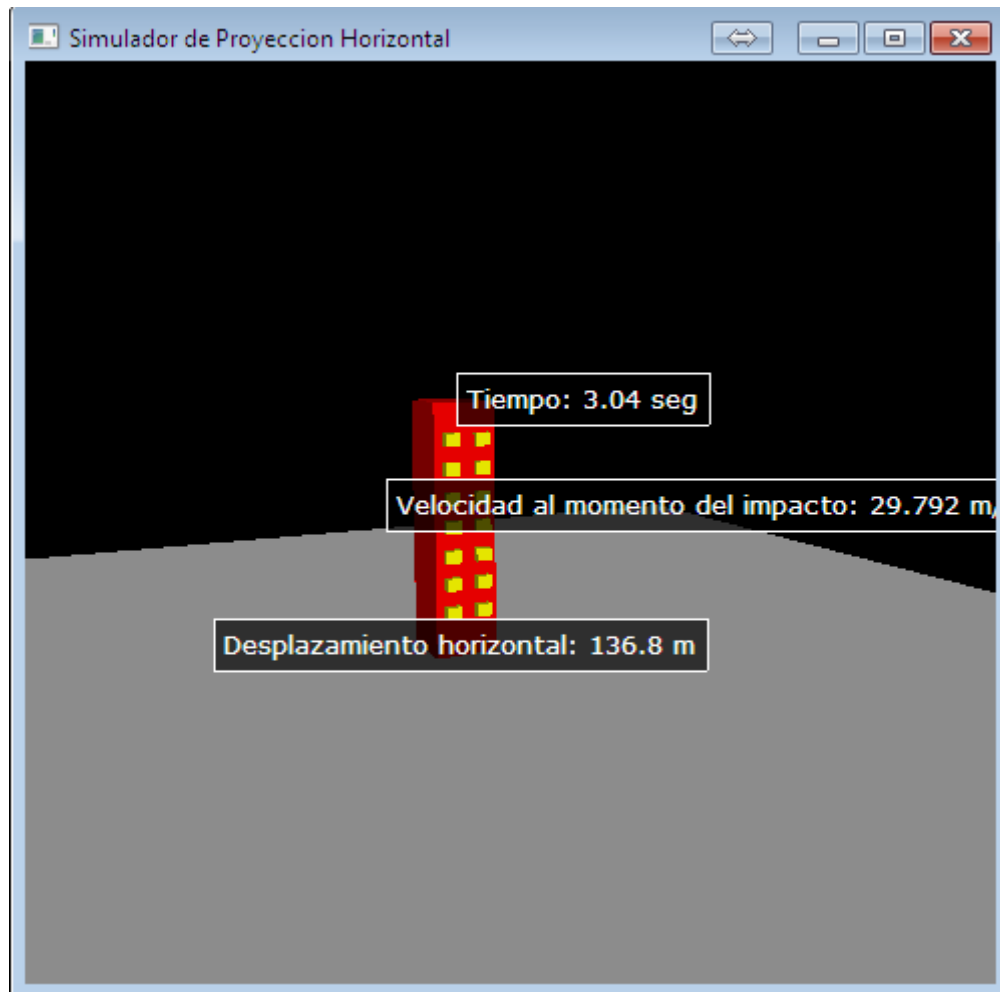 Simulador de Proyeccion Horizontal
Tiempo: 3.04 seg
Velocidad al momento del impacto: 29.792 m/
Desplazamiento horizontal: 136.8 m